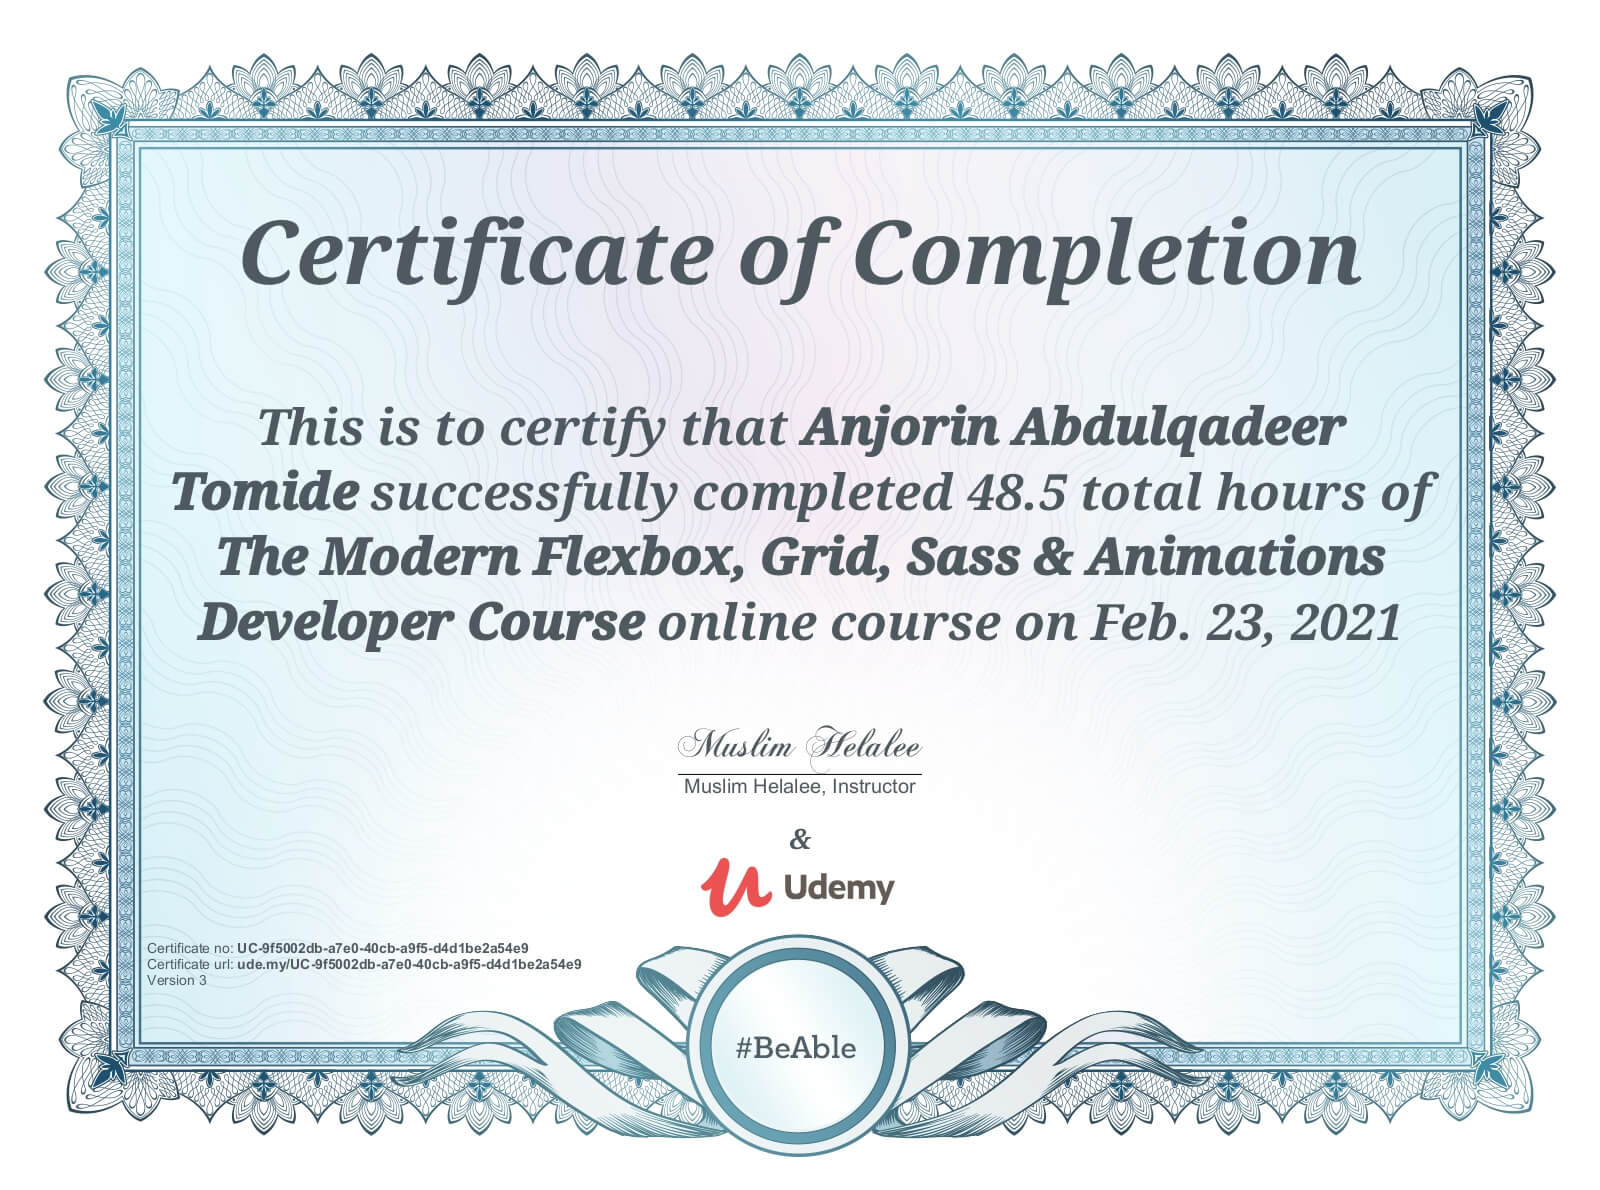 Certificate of Completion
This is to certify that Anjorin Abdulqadeer
Tomide successfully completed 48.5 total hours of
The Modern Flexbox, Grid, Sass & Animations
Developer Course online course on Feb. 23, 2021
Muslim Helalee
Muslim Helalee, Instructor
&
Udemy
Certificate no: UC-9f5002db-a7e0-40cb-a9f5-d4d1be2a54e9
Certificate url: ude.my/UC-9f5002db-a7e0-40cb-a9f5-d4d1be2a54e9
Version 3
#BeAble